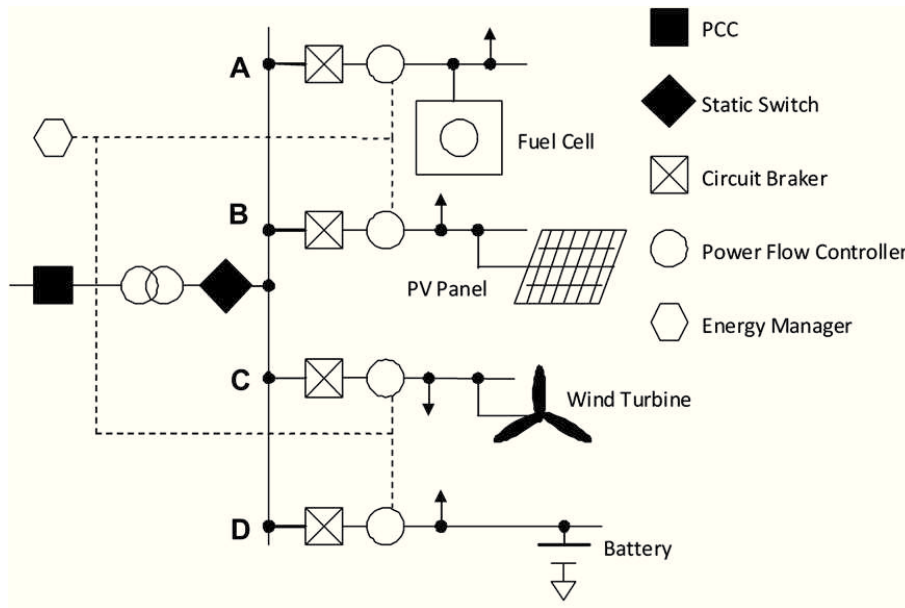 PCC
A
Static Switch
Fuel Cell
Circuit Braker
B
Power Flow Controller
PV Panel
Energy Manager
C
Wind Turbine
D
Battery